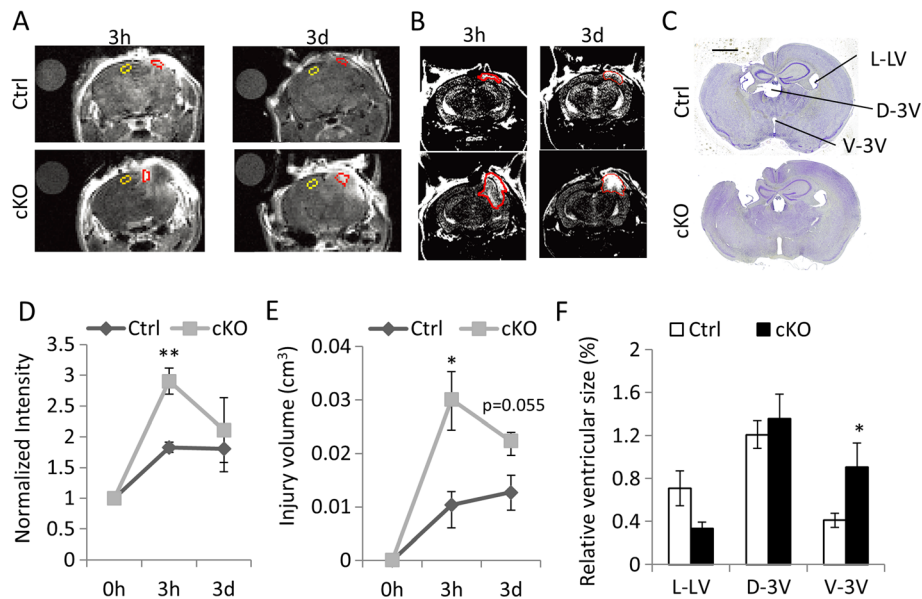 A
3h
3d
Ctrl
cKO
B
3h
3d
C
Ctrl
cKO
L-LV
D-3V
V-3V
D
Ctrl
cKO
Normalized Intensity
3.5
3
2.5
2
1.5
1
0.5
0
**
0h
3h
3d
E
Ctrl
cKO
Injury volume (cm³)
0.04
0.03
0.02
0.01
0
*
p=0.055
0h
3h
3d
F
Ctrl
cKO
Relative ventricular size (%)
2
1.6
1.2
0.8
0.4
0
*
L-LV
D-3V
V-3V